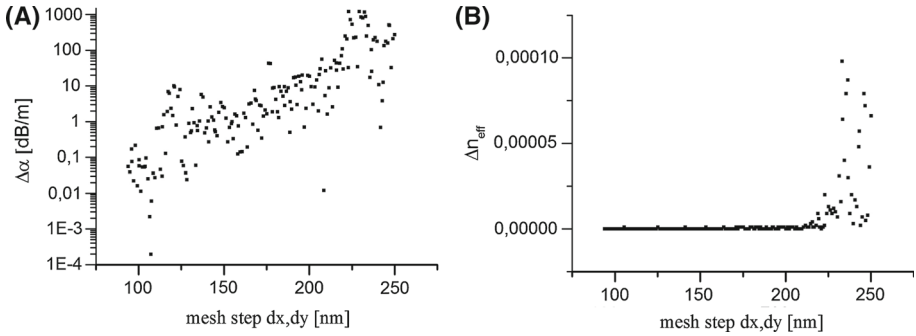 (A)
1000
100
10
1
0,1
0,01
1E-3
1E-4
Δα [dB/m]
100
150
200
250
mesh step dx,dy [nm]
(B)
0,00010
0,00005
0,00000
Δn_eff
100
150
200
250
mesh step dx,dy [nm]